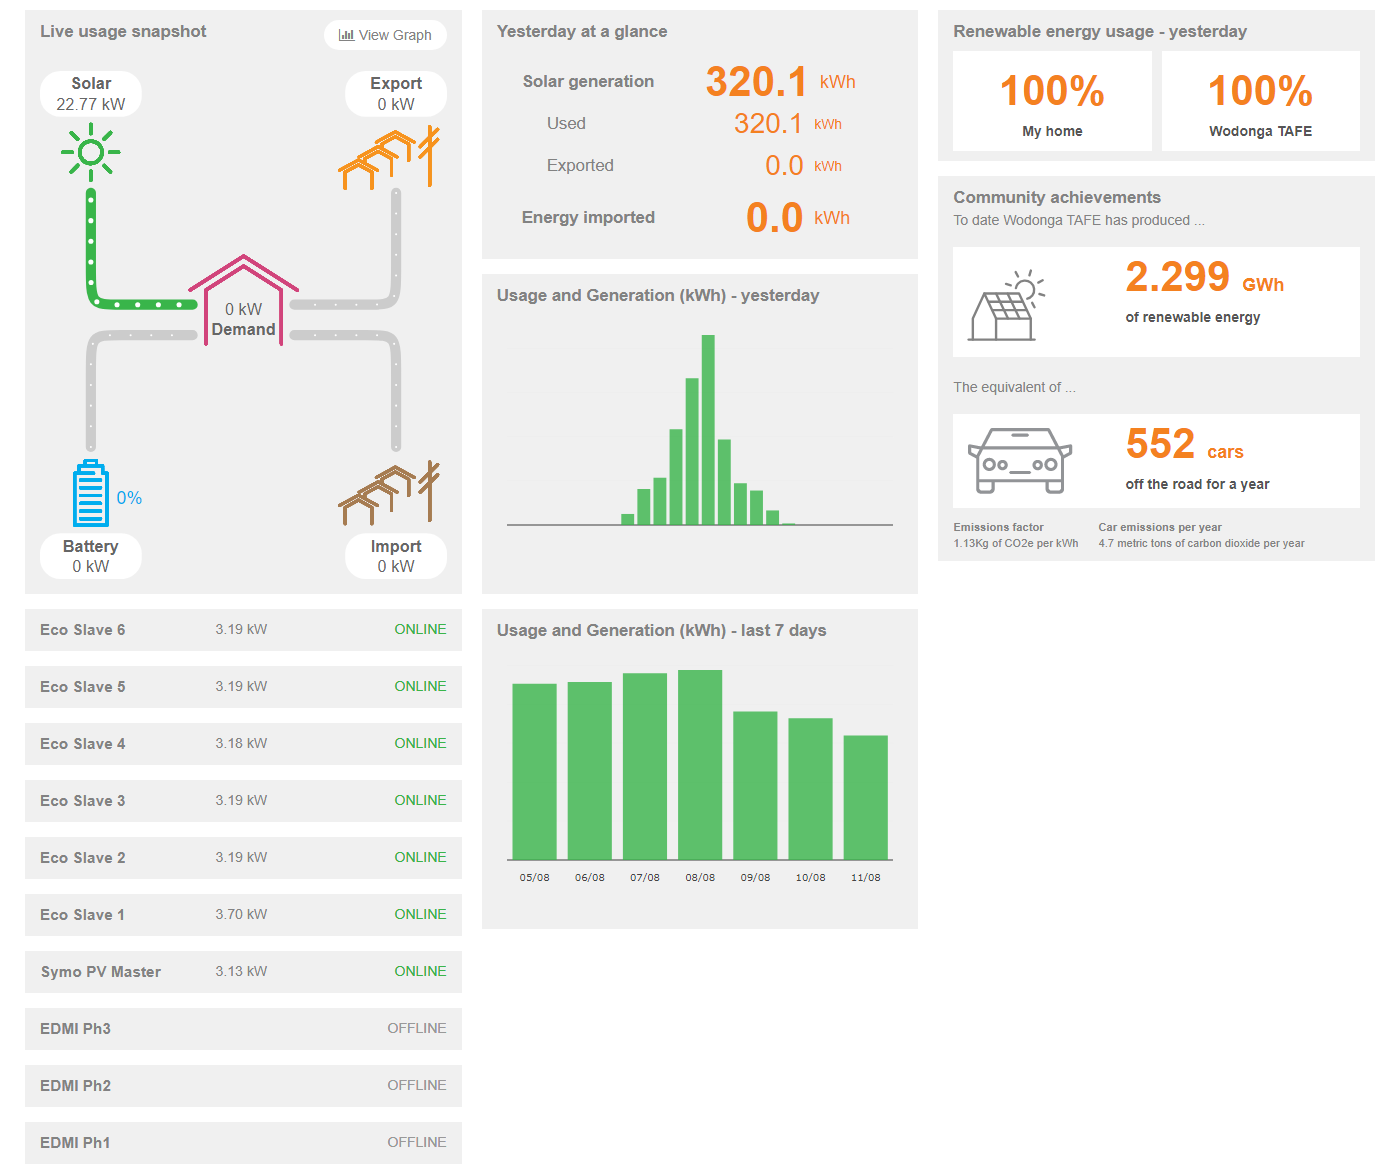 Live usage snapshot
View Graph
Solar
22.77 kW
Export
0 kW
0 kW
Demand
0%
Battery
0 kW
Import
0 kW
Eco Slave 6 3.19 kW ONLINE
Eco Slave 5 3.19 kW ONLINE
Eco Slave 4 3.18 kW ONLINE
Eco Slave 3 3.19 kW ONLINE
Eco Slave 2 3.19 kW ONLINE
Eco Slave 1 3.70 kW ONLINE
Symo PV Master 3.13 kW ONLINE
EDMI Ph3 OFFLINE
EDMI Ph2 OFFLINE
EDMI Ph1 OFFLINE
Yesterday at a glance
Solar generation 320.1 kWh
Used 320.1 kWh
Exported 0.0 kWh
Energy imported 0.0 kWh
Usage and Generation (kWh) - yesterday
Usage and Generation (kWh) - last 7 days
05/08 06/08 07/08 08/08 09/08 10/08 11/08
Renewable energy usage - yesterday
100%
My home
100%
Wodonga TAFE
Community achievements
To date Wodonga TAFE has produced ...
2.299 GWh
of renewable energy
The equivalent of ...
552 cars
off the road for a year
Emissions factor
1.13Kg of CO2e per kWh
Car emissions per year
4.7 metric tons of carbon dioxide per year